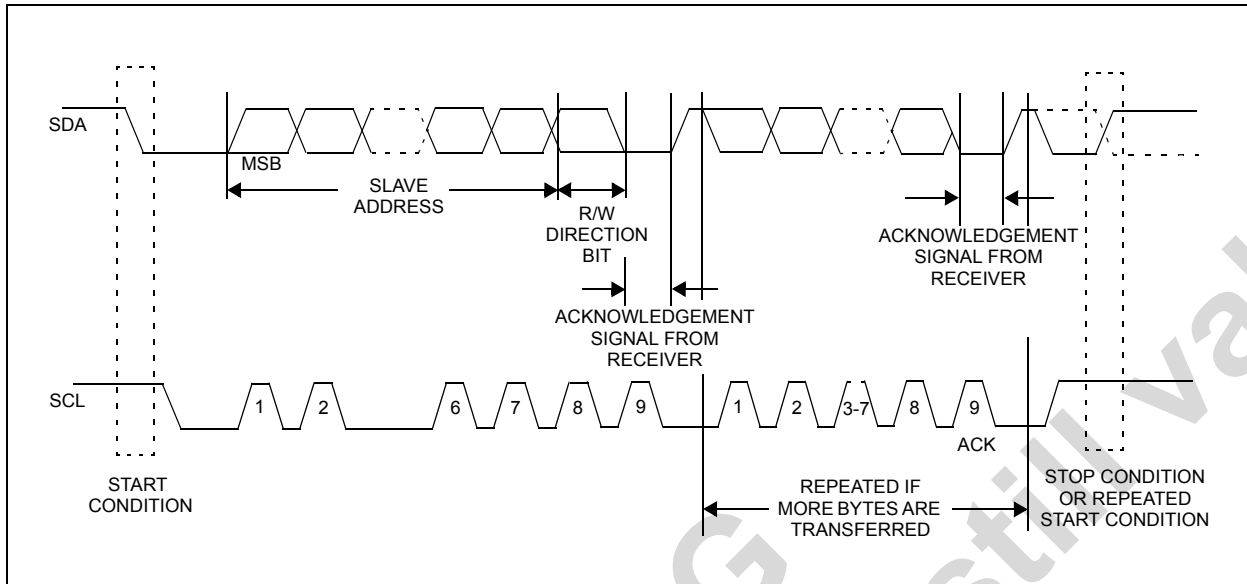 SDA
MSB
SLAVE
ADDRESS
R/W
DIRECTION
BIT
ACKNOWLEDGEMENT
SIGNAL FROM
RECEIVER
ACKNOWLEDGEMENT
SIGNAL FROM
RECEIVER
SCL
1
2
6
7
8
9
1
2
3-7
8
9
ACK
START
CONDITION
REPEATED IF
MORE BYTES ARE
TRANSFERRED
STOP CONDITION
OR REPEATED
START CONDITION
G
still